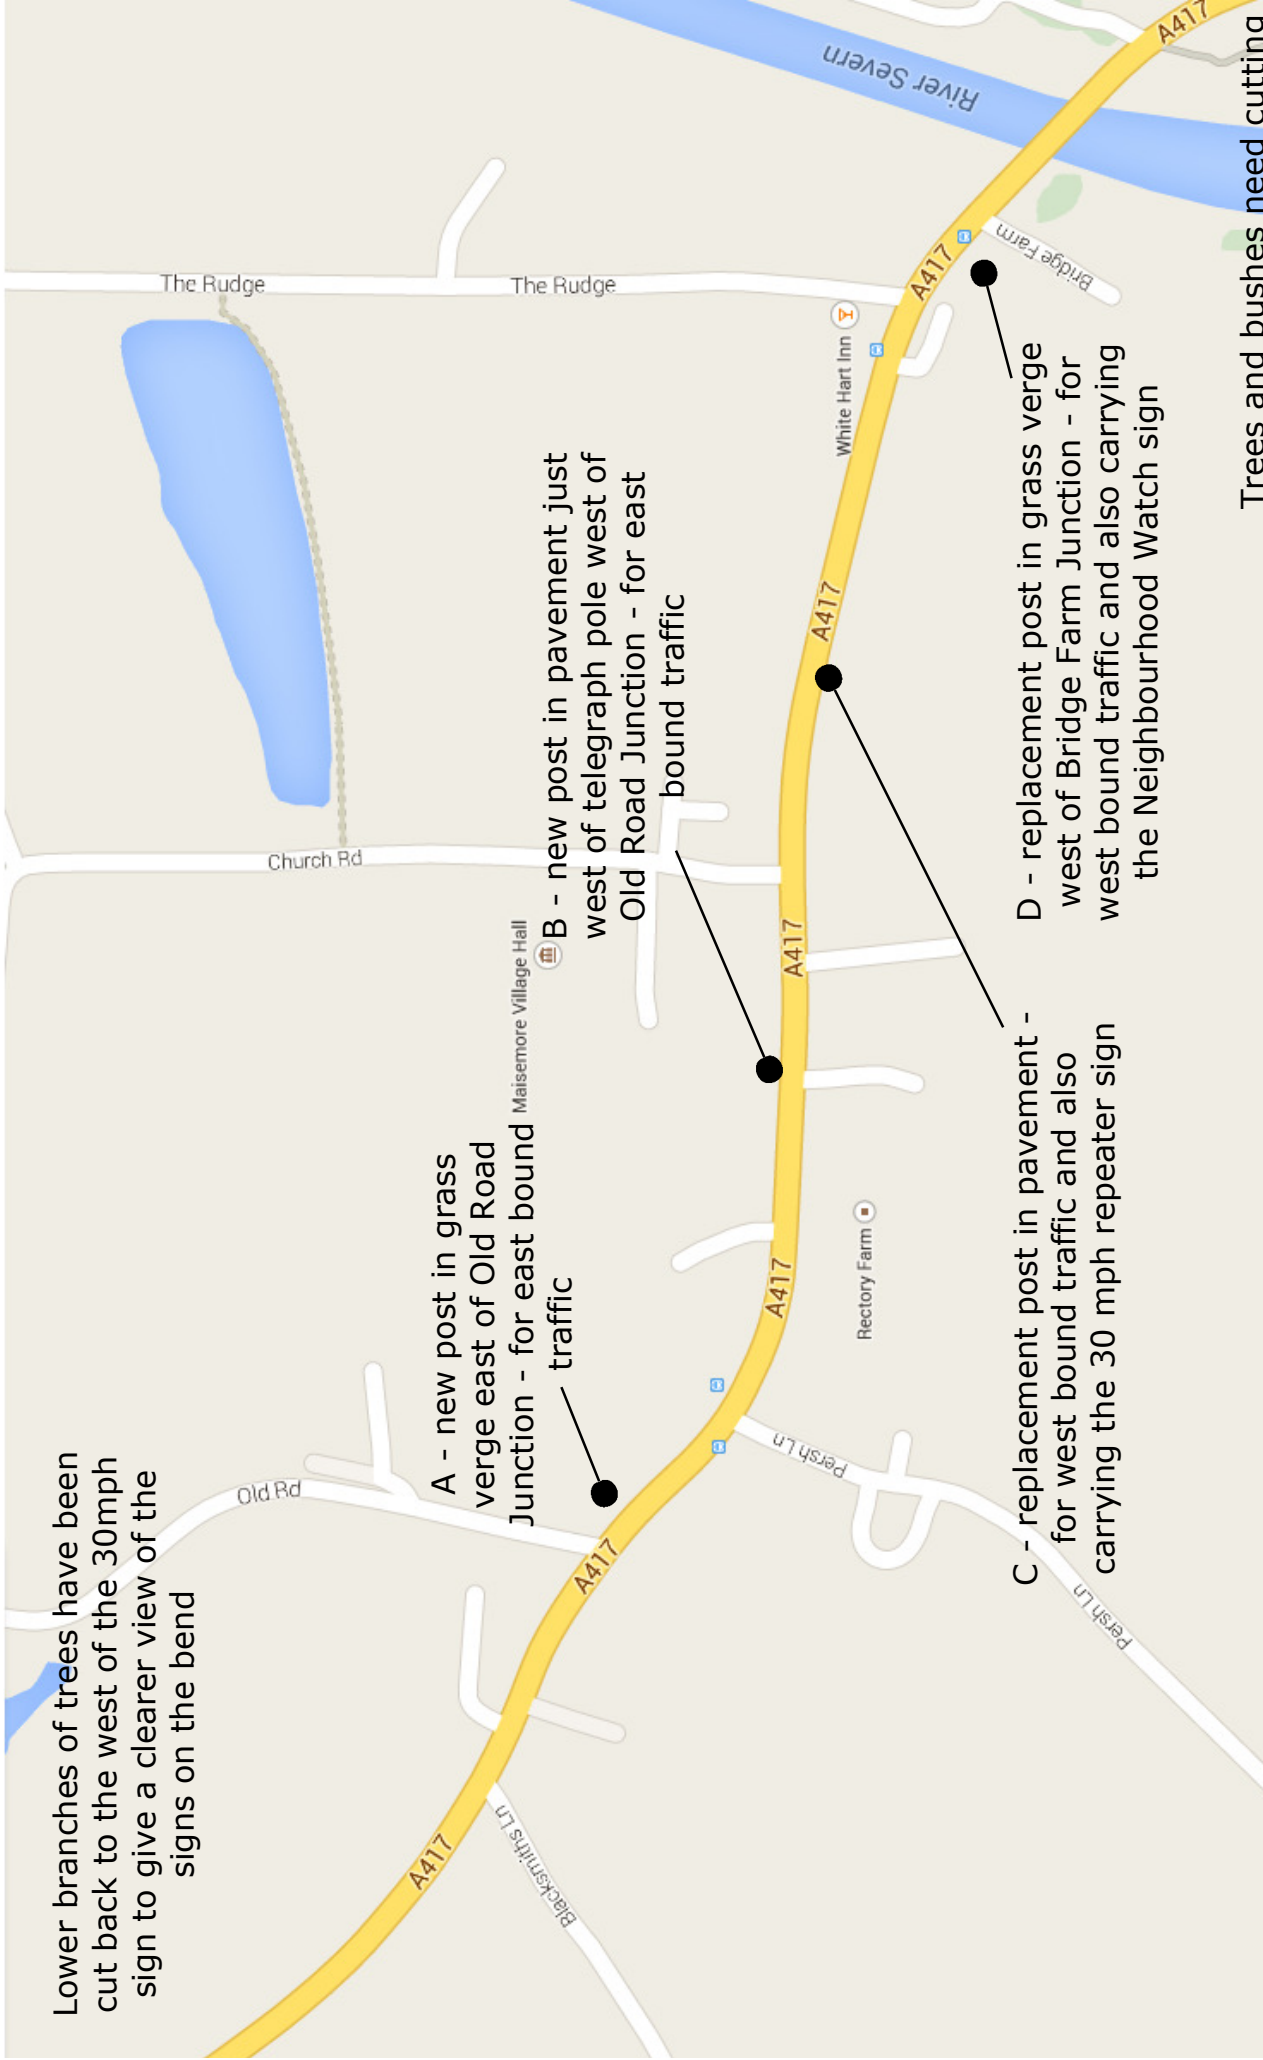 Lower branches of trees have been
cut back to the west of the 30mph
sign to give a clearer view of the
signs on the bend
A - new post in grass
verge east of Old Road
Junction - for east bound
traffic
B - new post in pavement just
west of telegraph pole west of
Old Road Junction - for east
bound traffic
C - replacement post in pavement -
for west bound traffic and also
carrying the 30 mph repeater sign
D - replacement post in grass verge
west of Bridge Farm Junction - for
west bound traffic and also carrying
the Neighbourhood Watch sign
Trees and bushes need cutting
Old Rd
Church Rd
The Rudge
The Rudge
Maisemore Village Hall
White Hart Inn
River Severn
Bridge Farm
Rectory Farm
Persh Ln
Persh Ln
Blacksmiths Ln
A417
A417
A417
A417
A417
A417
A417